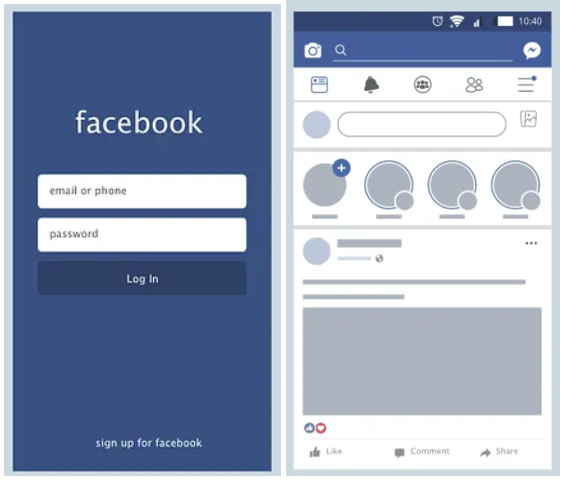 facebook
email or phone
password
Log In
sign up for facebook
10:40
Like
Comment
Share